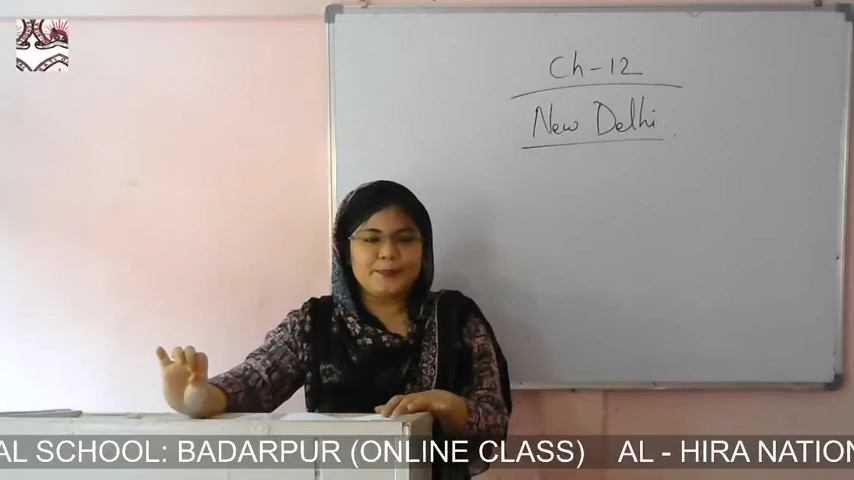 Ch-12
New Delhi.
AL SCHOOL: BADARPUR (ONLINE CLASS) AL - HIRA NATION